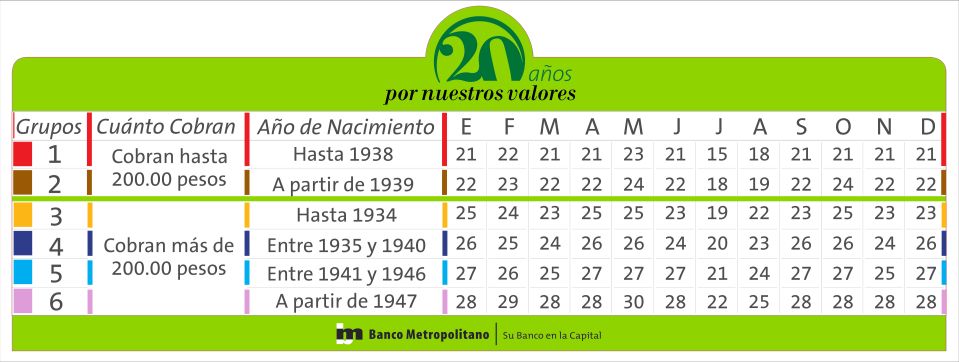 20 años
por nuestros valores
Grupos Cuánto Cobran Año de Nacimiento E F M A M J J A S O N D
1 Cobran hasta 200.00 pesos Hasta 1938 21 22 21 21 23 21 15 18 21 21 21 21
2 A partir de 1939 22 23 22 22 24 22 18 19 22 24 22 22
3 Cobran más de 200.00 pesos Hasta 1934 25 24 23 25 25 23 19 22 23 25 23 23
4 Entre 1935 y 1940 26 25 24 26 26 24 20 23 26 26 24 26
5 Entre 1941 y 1946 27 26 25 27 27 27 21 24 27 27 25 27
6 A partir de 1947 28 29 28 28 30 28 22 25 28 28 28 28
bm Banco Metropolitano Su Banco en la Capital